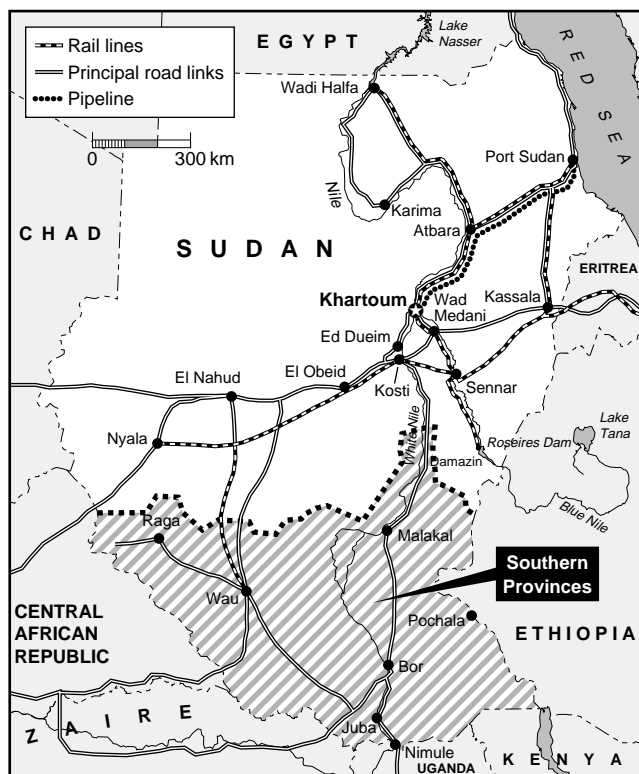 EGYPT
Lake
Nasser
RED SEA
Rail lines
Principal road links
Pipeline
0 300 km
Wadi Halfa
Port Sudan
Nile
Karima
Atbara
CHAD
SUDAN
ERITREA
Khartoum
Wad
Medani
Kassala
Ed Dueim
El Obeid
El Nahud
Kosti
Sennar
Nyala
White Nile
Roseires Dam
Lake
Tana
Damazin
Blue Nile
Raga
Malakal
Southern
Provinces
Wau
Pochala
CENTRAL
AFRICAN
REPUBLIC
ETHIOPIA
Bor
ZAIRE
Juba
Nimule
UGANDA
KENYA